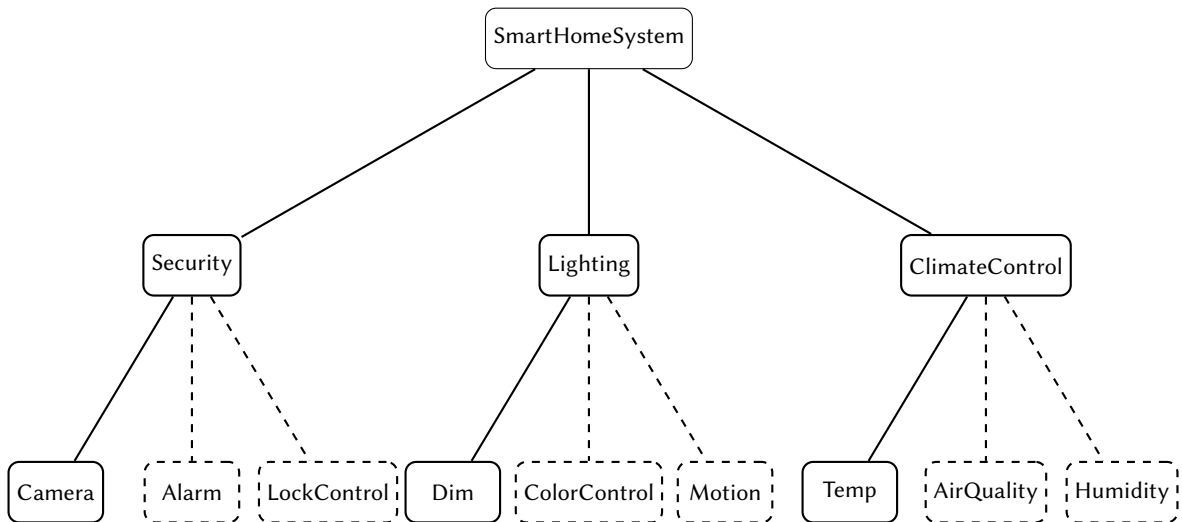 SmartHomeSystem
Security
Lighting
ClimateControl
Camera
Alarm
LockControl
Dim
ColorControl
Motion
Temp
AirQuality
Humidity